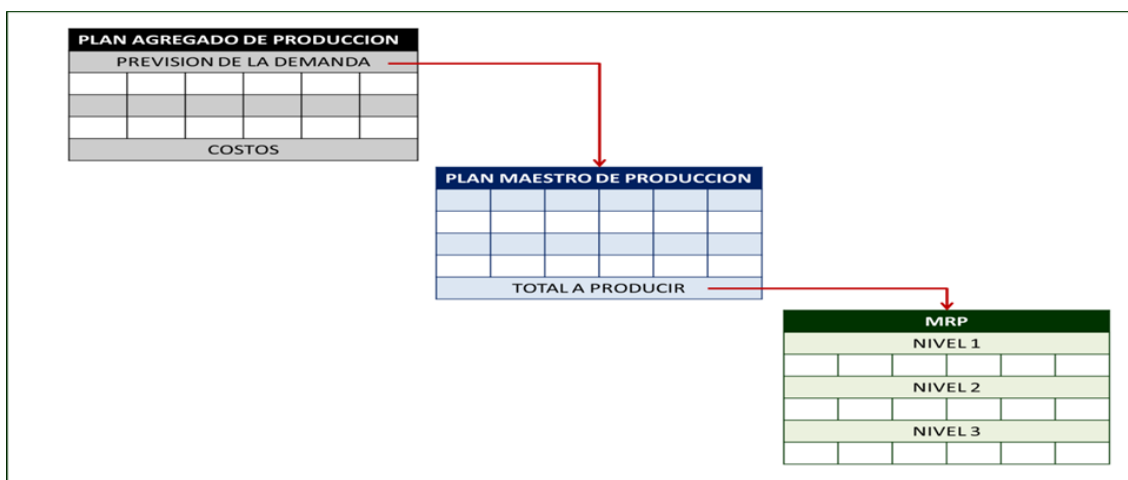 PLAN AGREGADO DE PRODUCCION
PREVISION DE LA DEMANDA
COSTOS
PLAN MAESTRO DE PRODUCCION
TOTAL A PRODUCIR
MRP
NIVEL 1
NIVEL 2
NIVEL 3